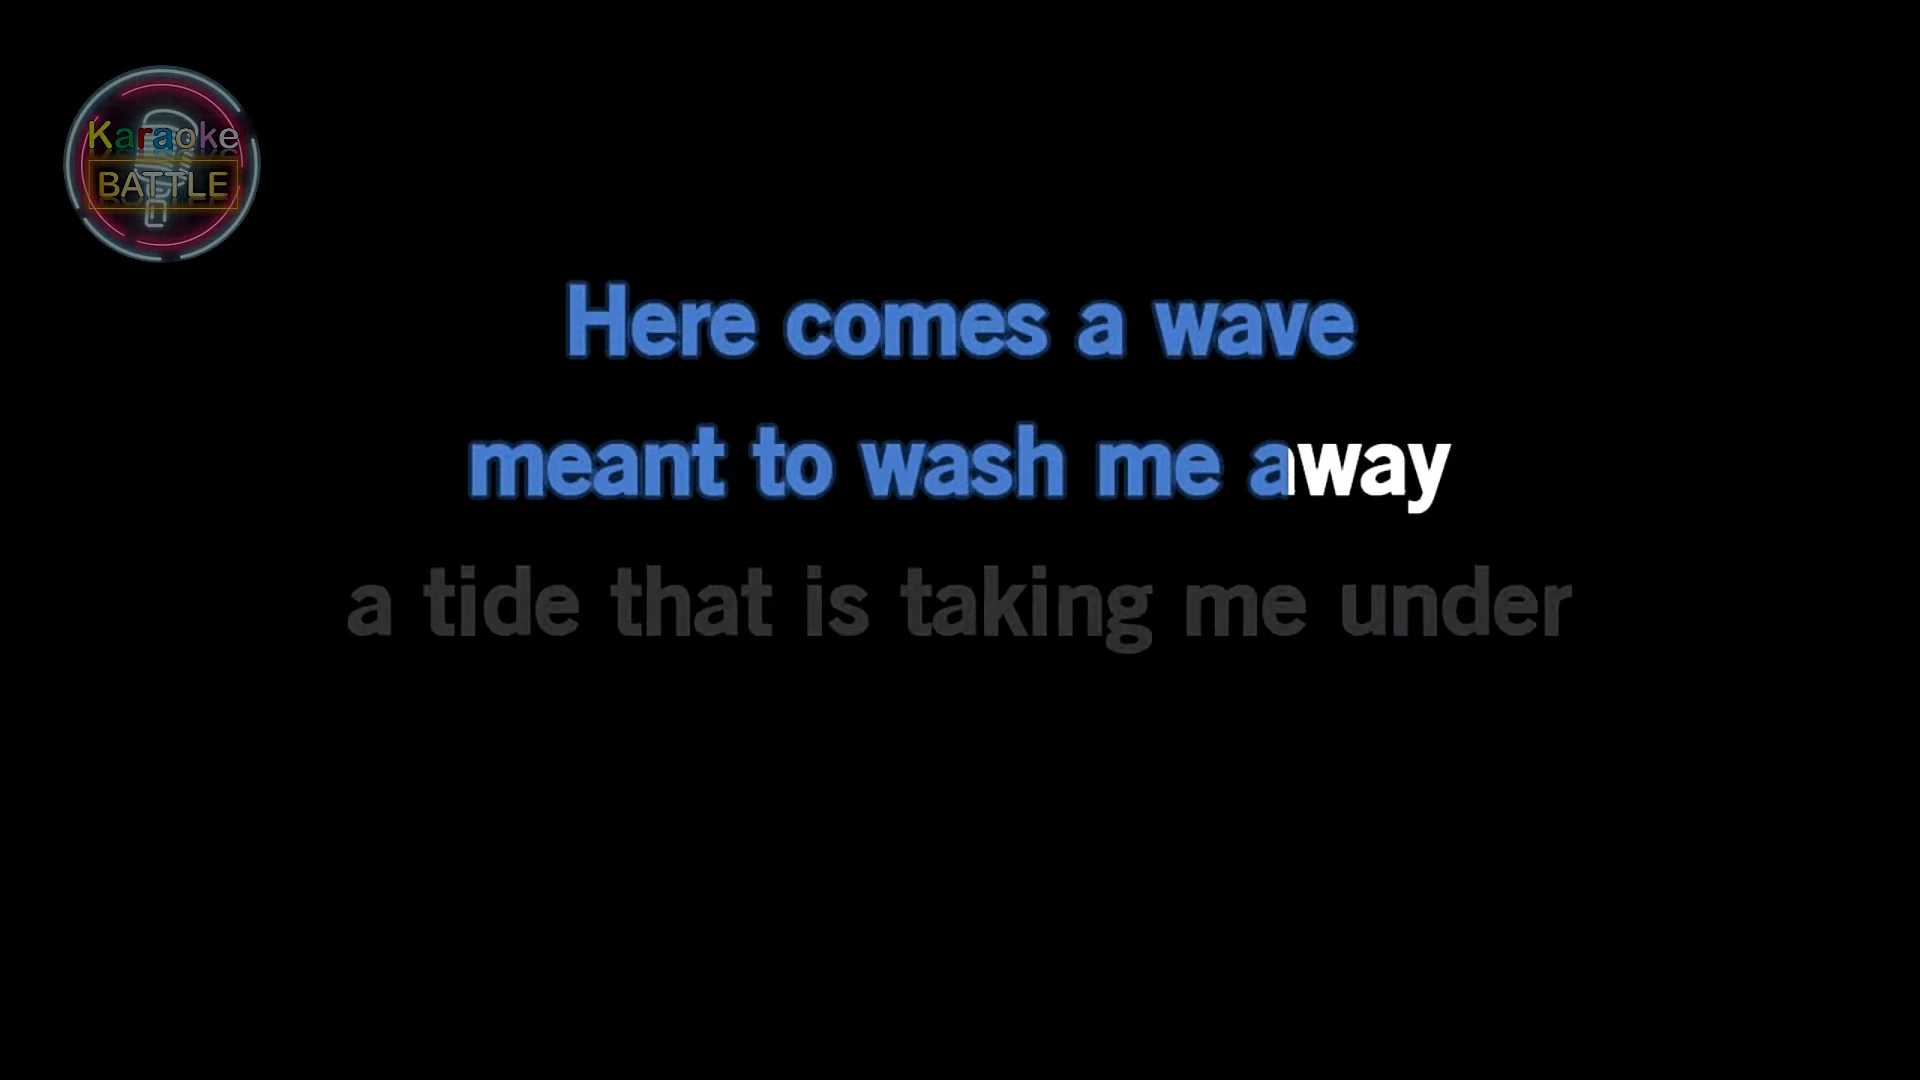 Karaoke
BATTLE
Here comes a wave
meant to wash me away
a tide that is taking me under